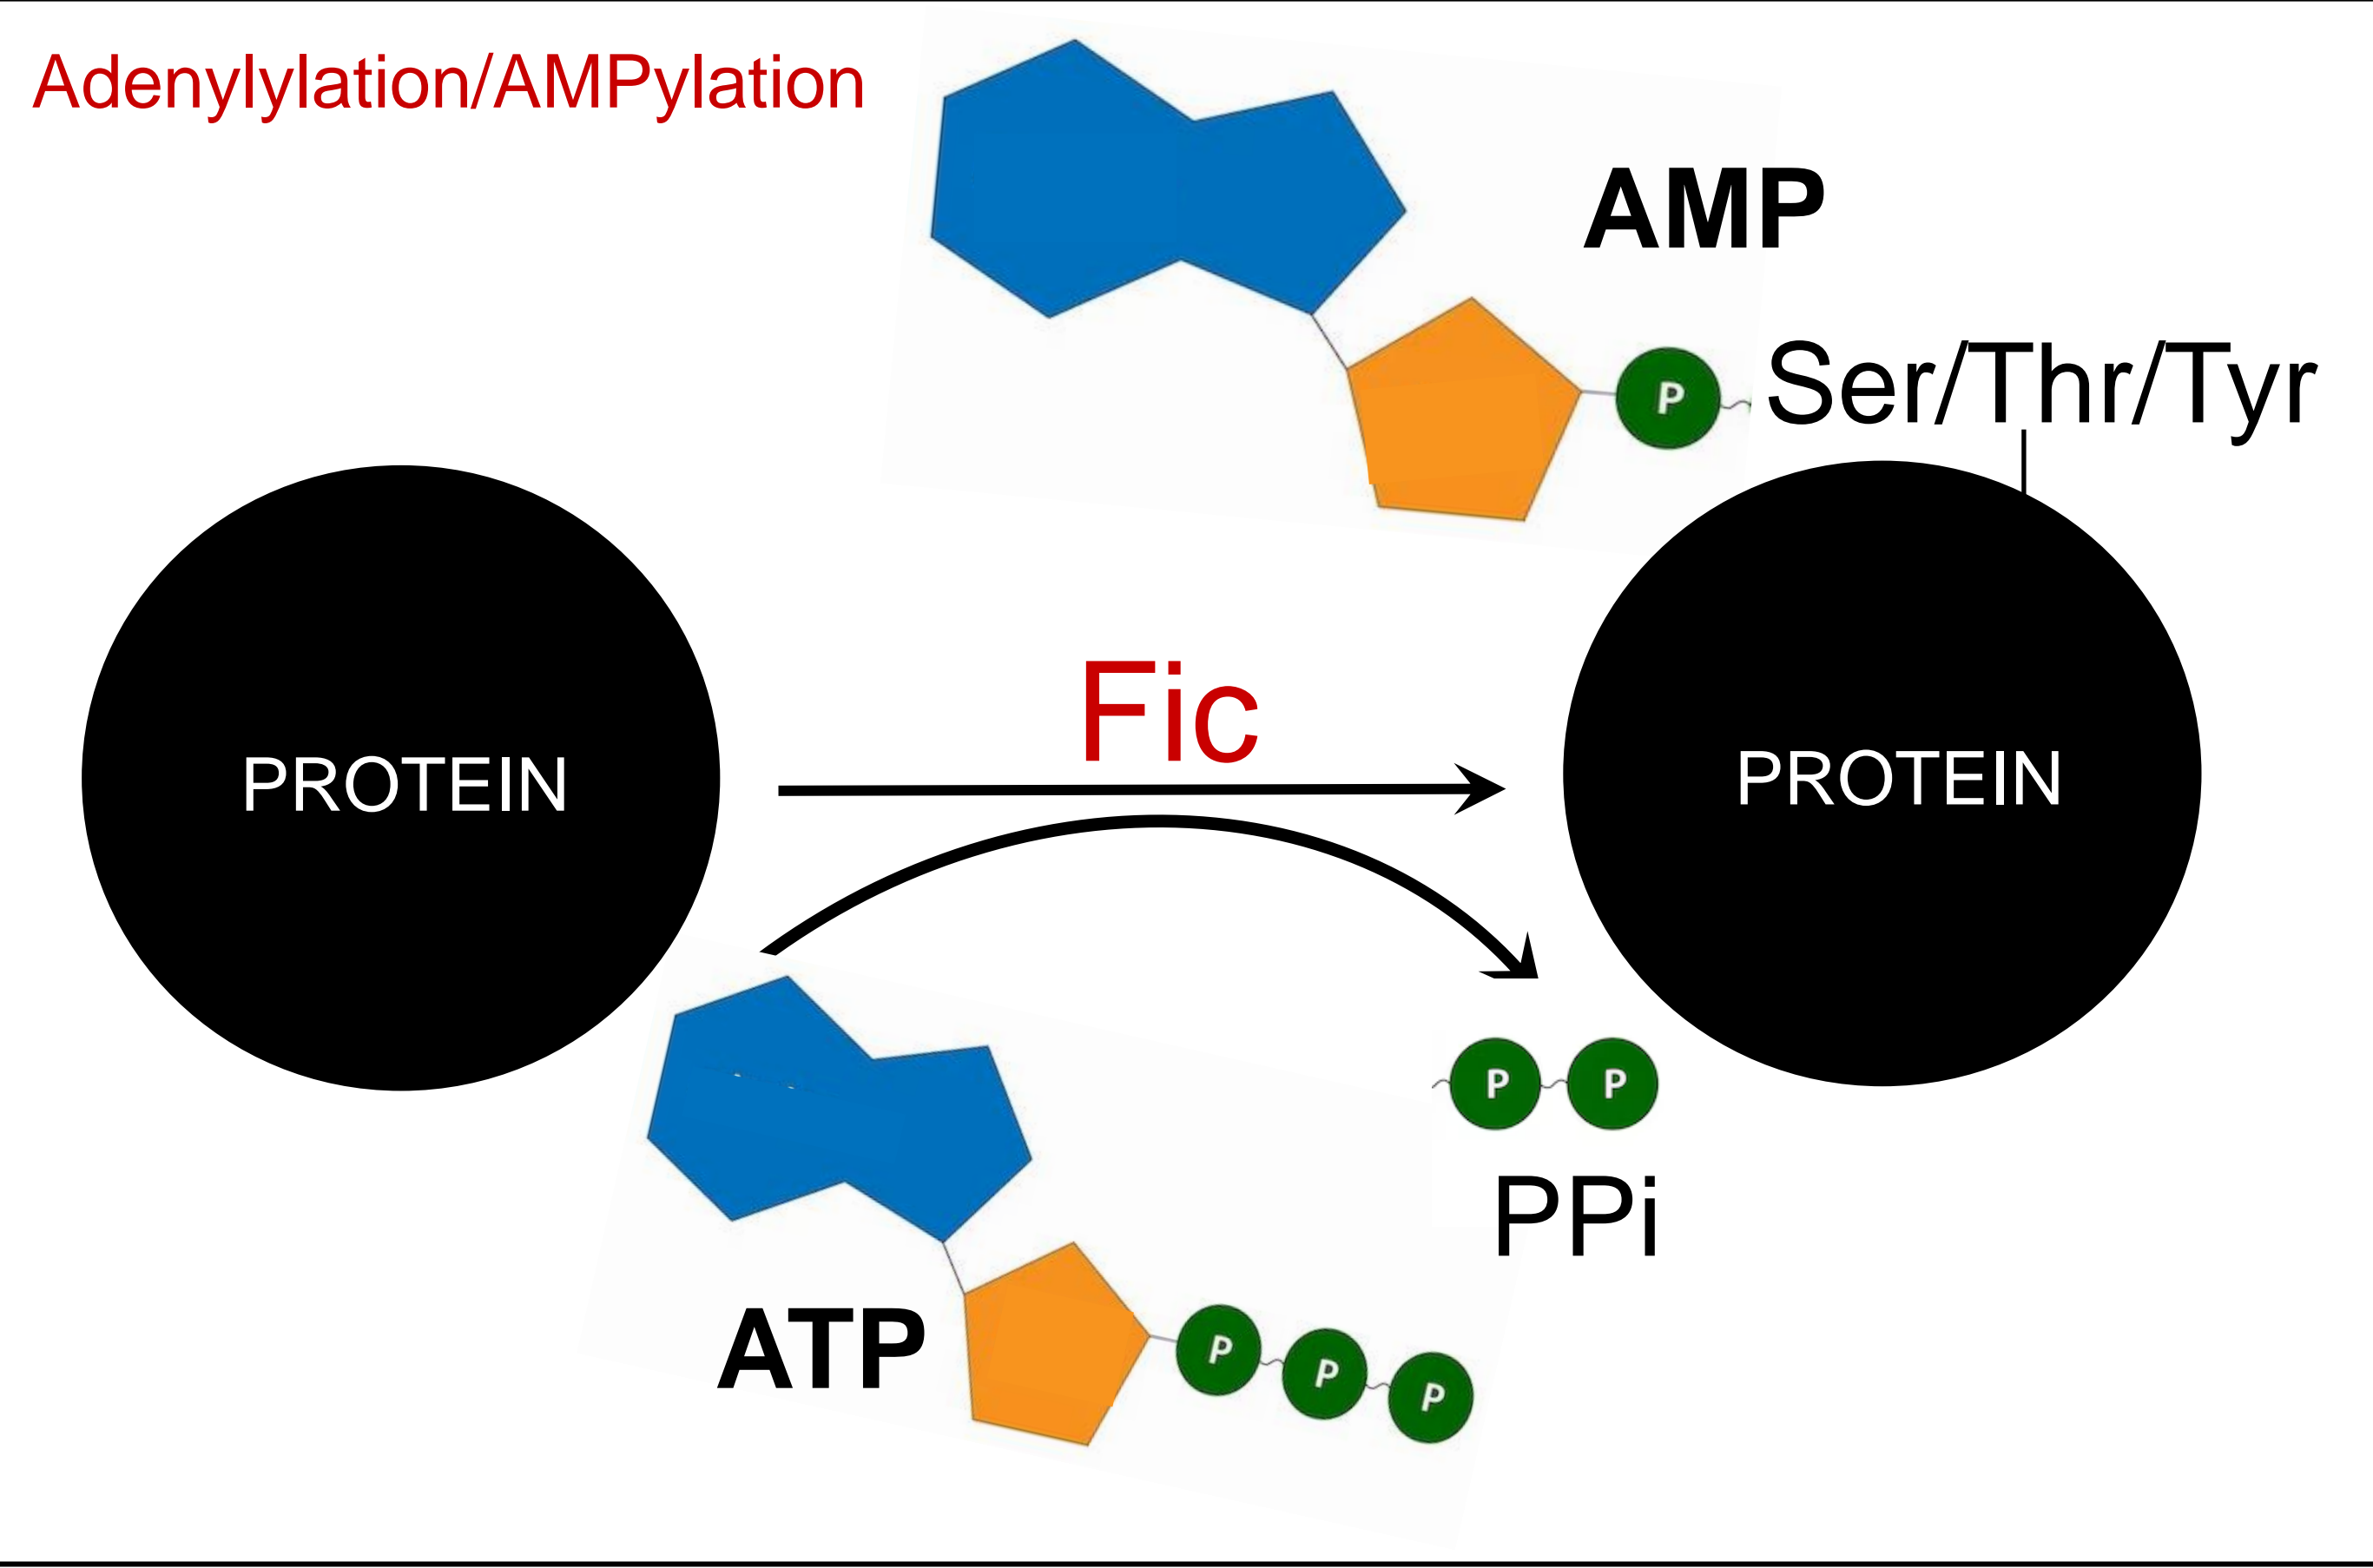 Adenylylation/AMPylation
AMP
P
Ser/Thr/Tyr
Fic
PROTEIN
PROTEIN
P P
PPi
ATP
P P P